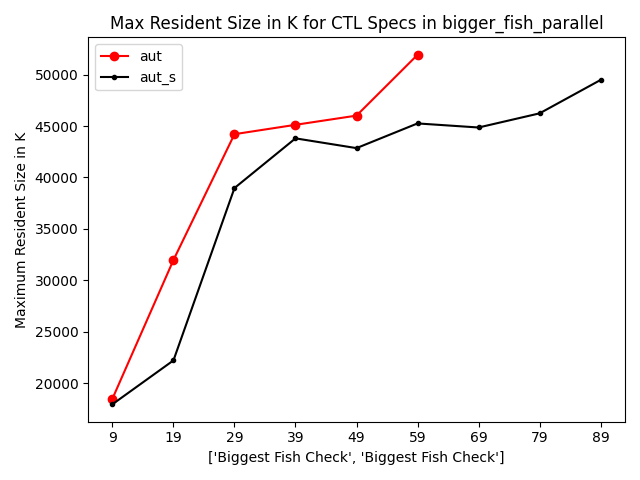 Max Resident Size in K for CTL Specs in bigger_fish_parallel
aut
aut_s
Maximum Resident Size in K
50000
45000
40000
35000
30000
25000
20000
9 19 29 39 49 59 69 79 89
['Biggest Fish Check', 'Biggest Fish Check']